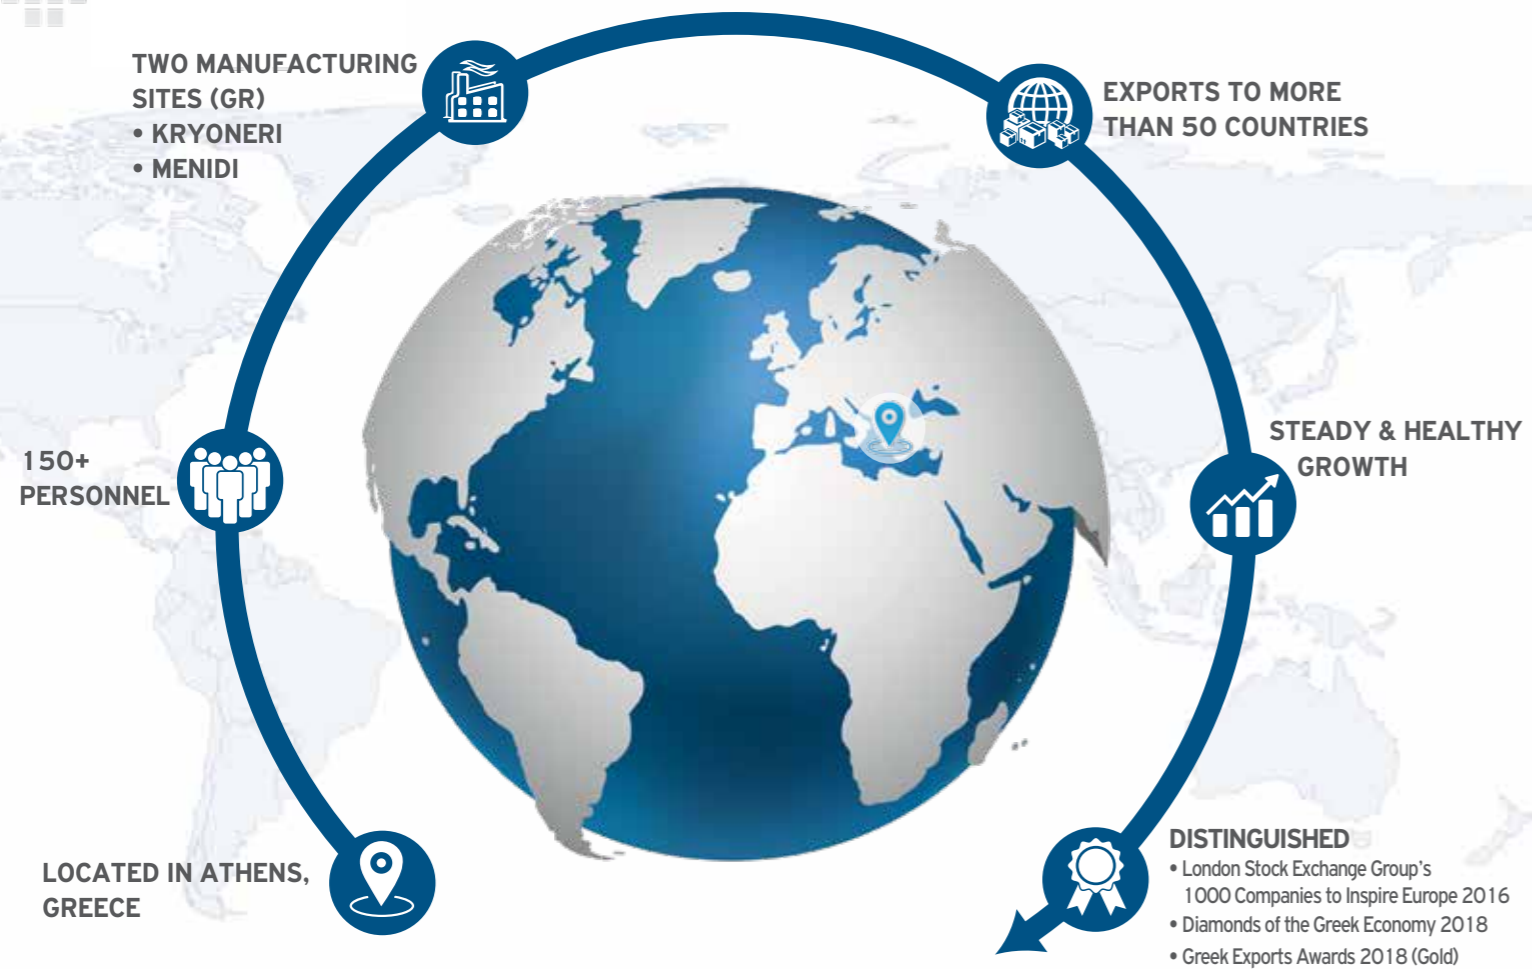 TWO MANUFACTURING
SITES (GR)
• KRYONERI
• MENIDI
EXPORTS TO MORE
THAN 50 COUNTRIES
150+
PERSONNEL
STEADY & HEALTHY
GROWTH
LOCATED IN ATHENS,
GREECE
DISTINGUISHED
• London Stock Exchange Group's
1000 Companies to Inspire Europe 2016
• Diamonds of the Greek Economy 2018
• Greek Exports Awards 2018 (Gold)